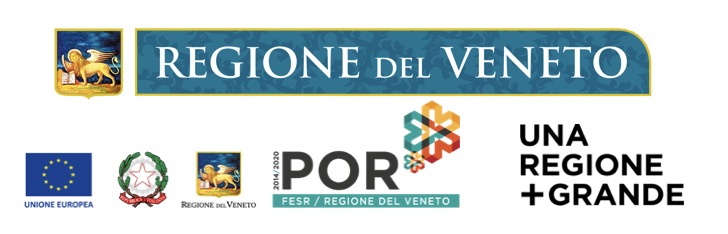 REGIONE DEL VENETO
UNIONE EUROPEA
REGIONE DEL VENETO
2014/2020
POR
FESR / REGIONE DEL VENETO
UNA
REGIONE
+GRANDE